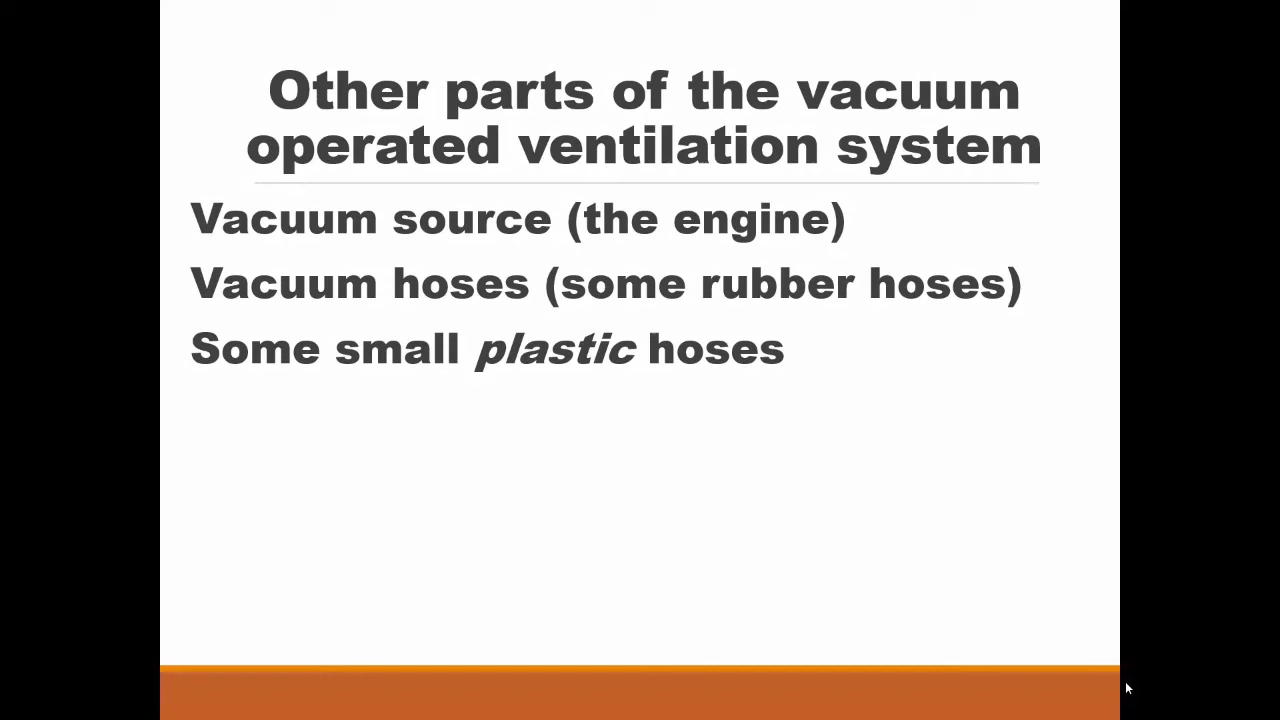 Other parts of the vacuum
operated ventilation system
Vacuum source (the engine)
Vacuum hoses (some rubber hoses)
Some small plastic hoses